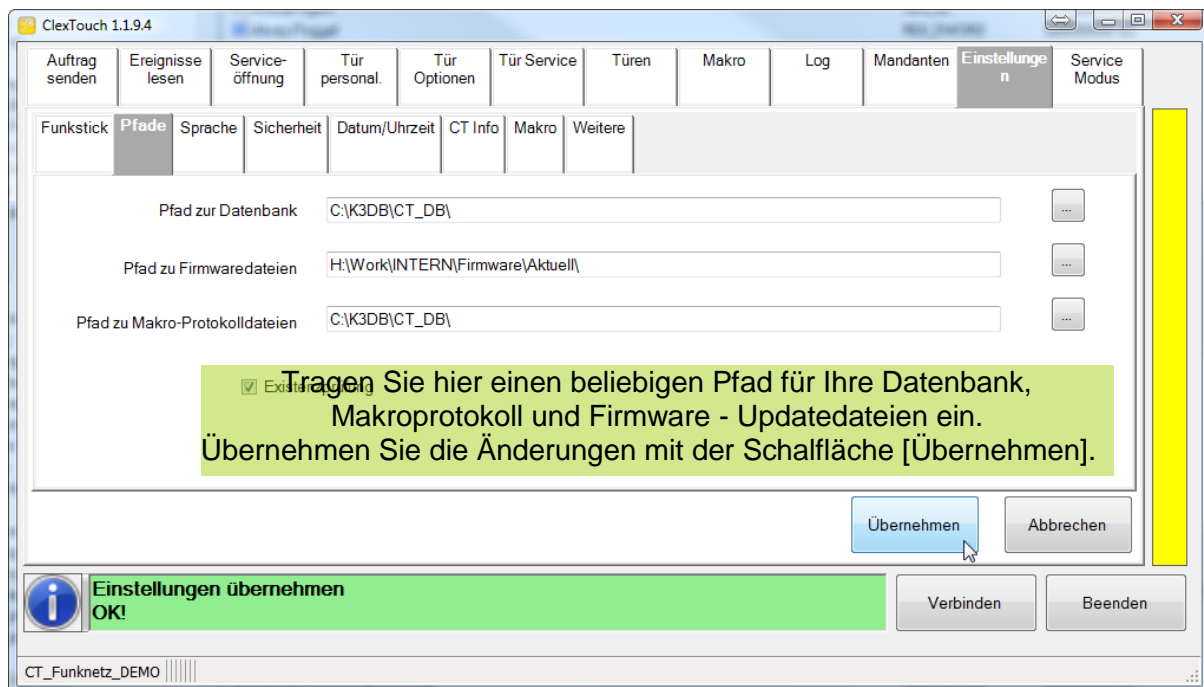 ClexTouch 1.1.9.4
Auftrag senden
Ereignisse lesen
Service-öffnung
Tür personal.
Tür Optionen
Tür Service
Türen
Makro
Log
Mandanten
Einstellungen
Service Modus
Funkstick
Pfade
Sprache
Sicherheit
Datum/Uhrzeit
CT Info
Makro
Weitere
Pfad zur Datenbank
C:\K3DB\CT_DB\
...
Pfad zu Firmwaredateien
H:\Work\INTERN\Firmware\Aktuell\
...
Pfad zu Makro-Protokolldateien
C:\K3DB\CT_DB\
...
Tragen Sie hier einen beliebigen Pfad für Ihre Datenbank,
Makroprotokoll und Firmware - Updatedateien ein.
Übernehmen Sie die Änderungen mit der Schalfläche [Übernehmen].
Übernehmen
Abbrechen
Einstellungen übernehmen
OK!
Verbinden
Beenden
CT_Funknetz_DEMO